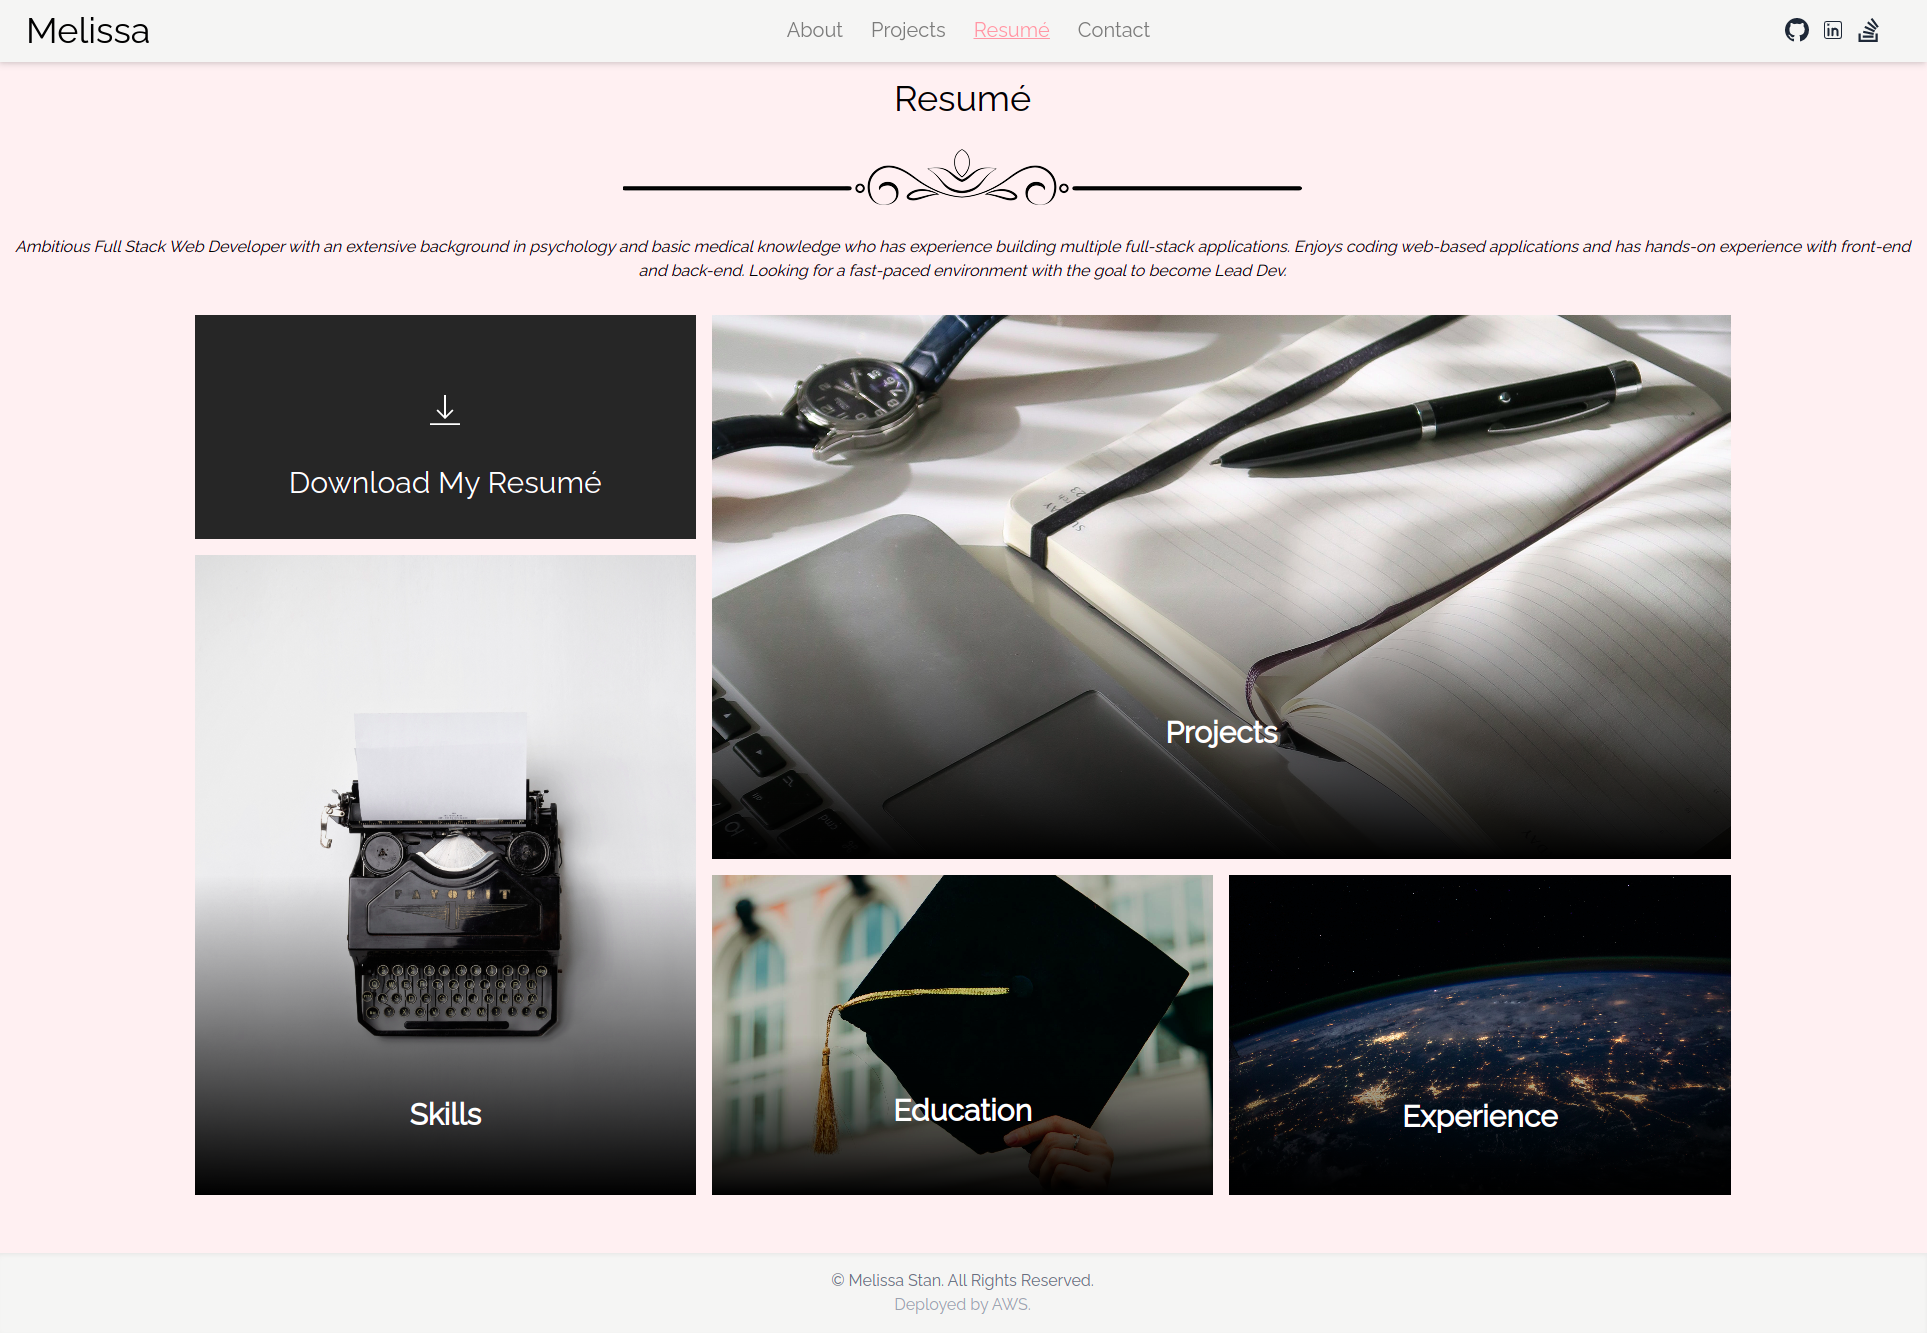 Melissa
About Projects Resumé Contact
Resumé
Ambitious Full Stack Web Developer with an extensive background in psychology and basic medical knowledge who has experience building multiple full-stack applications. Enjoys coding web-based applications and has hands-on experience with front-end
and back-end. Looking for a fast-paced environment with the goal to become Lead Dev.
Download My Resumé
Projects
FAVORIT
Skills
Education
Experience
© Melissa Stan. All Rights Reserved.
Deployed by AWS.